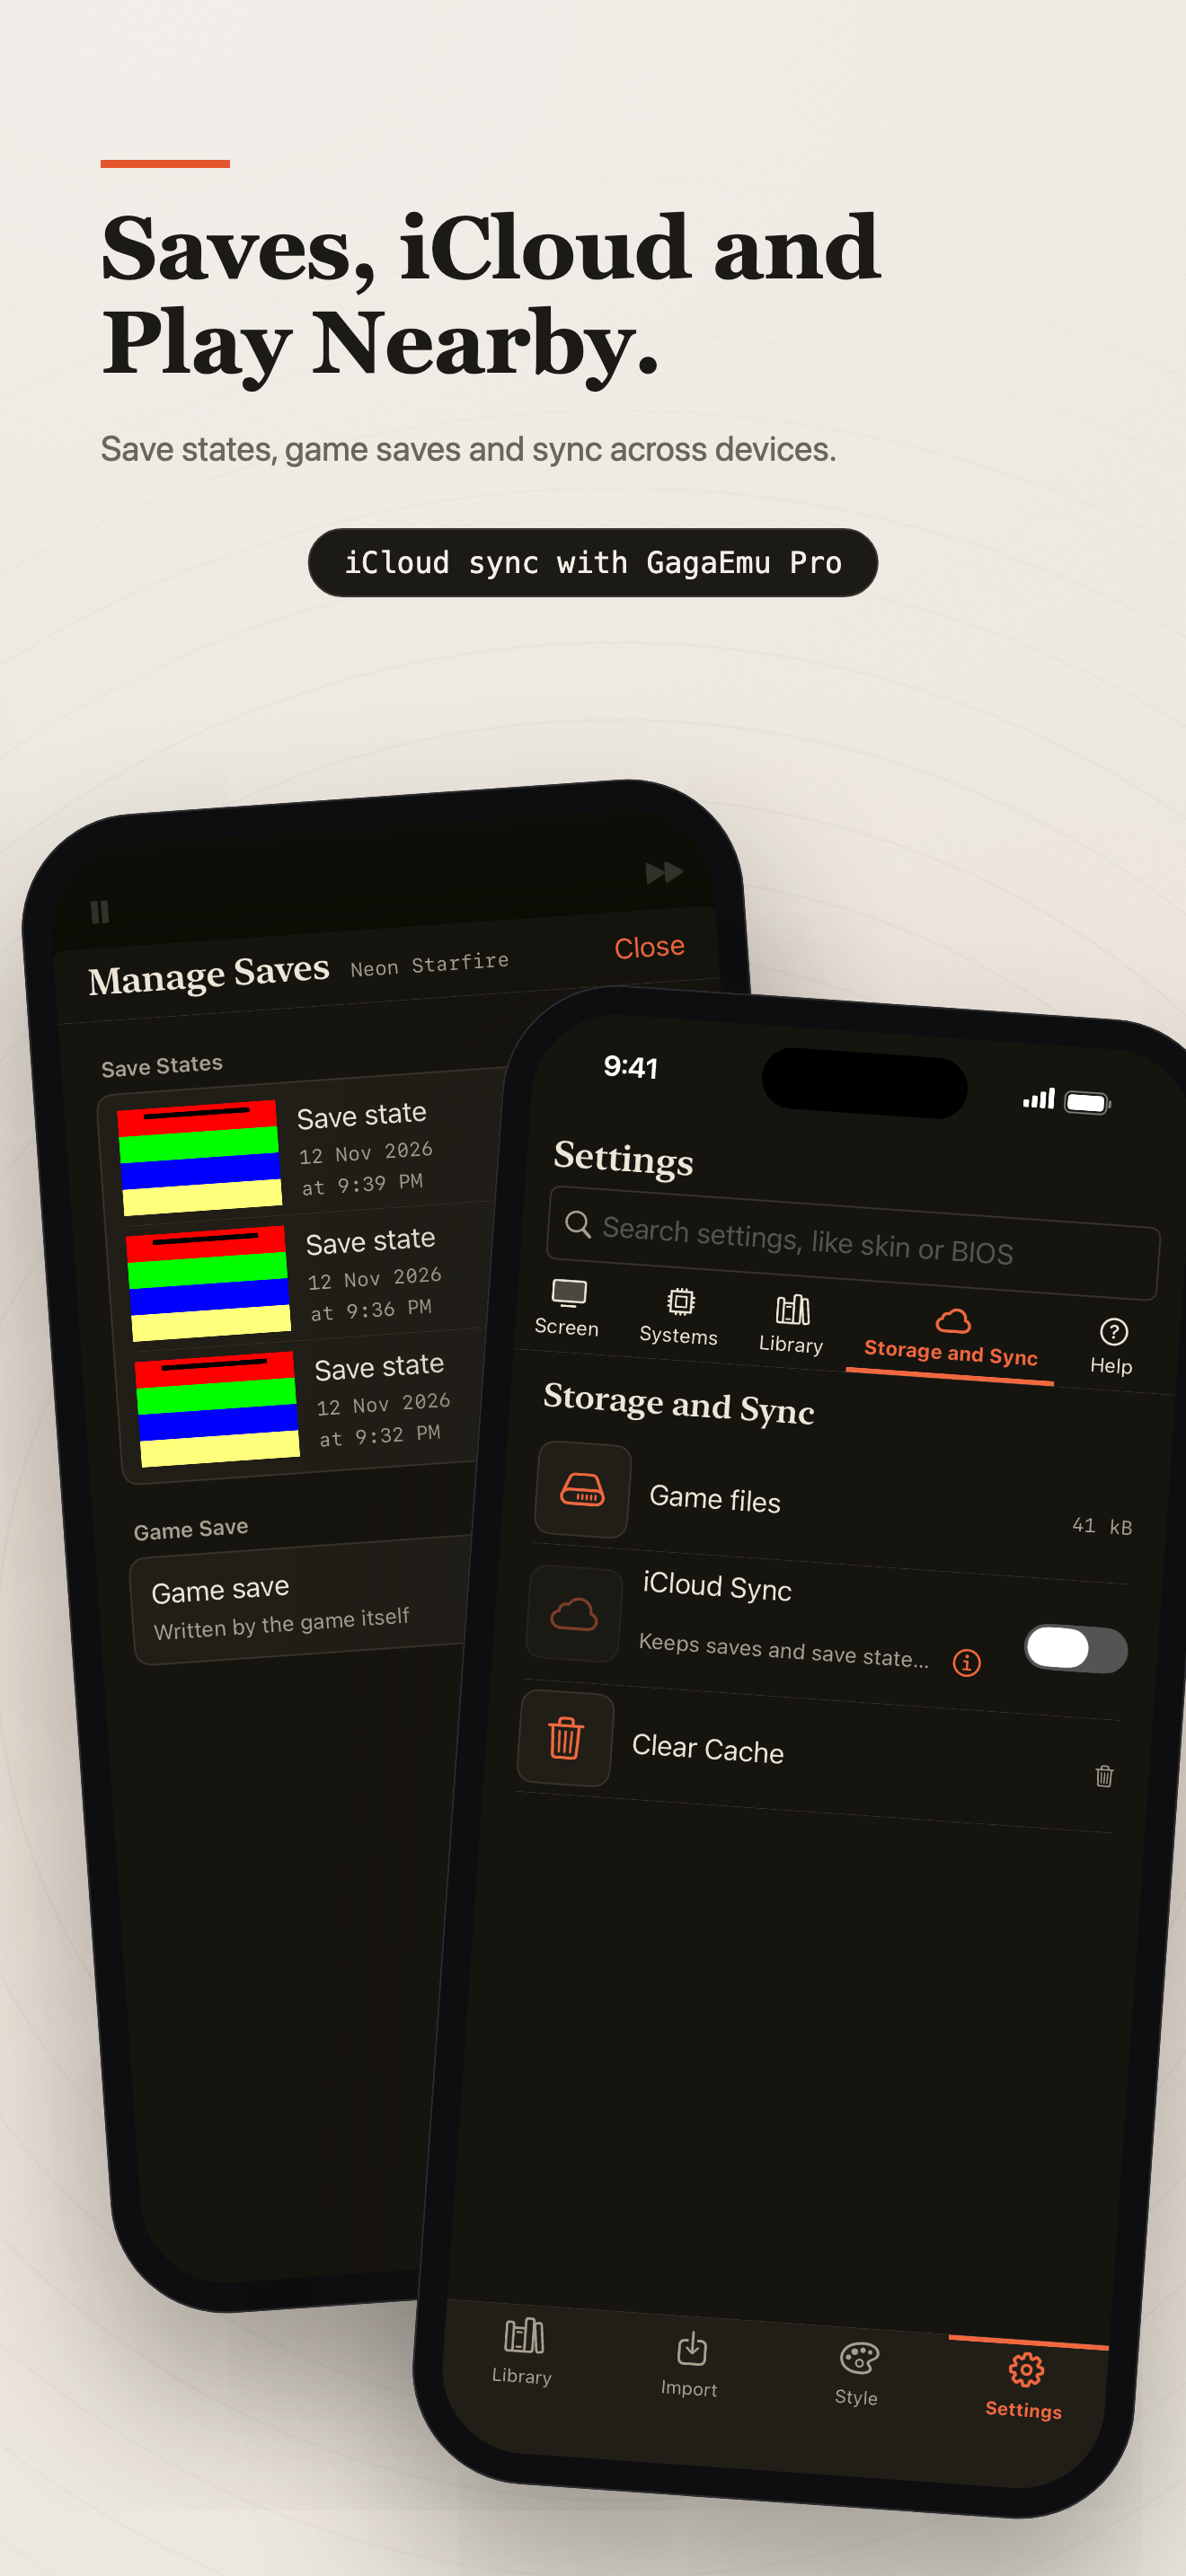 Saves, iCloud and
Play Nearby.
Save states, game saves and sync across devices.
iCloud sync with GagaEmu Pro
Manage Saves Neon Starfire Close
Save States
Save state
12 Nov 2026
at 9:39 PM
Save state
12 Nov 2026
at 9:36 PM
Save state
12 Nov 2026
at 9:32 PM
Game Save
Game save
Written by the game itself
9:41
Settings
Search settings, like skin or BIOS
Screen Systems Library Storage and Sync Help
Storage and Sync
Game files 41 kB
iCloud Sync
Keeps saves and save state...
Clear Cache
Library Import Style Settings